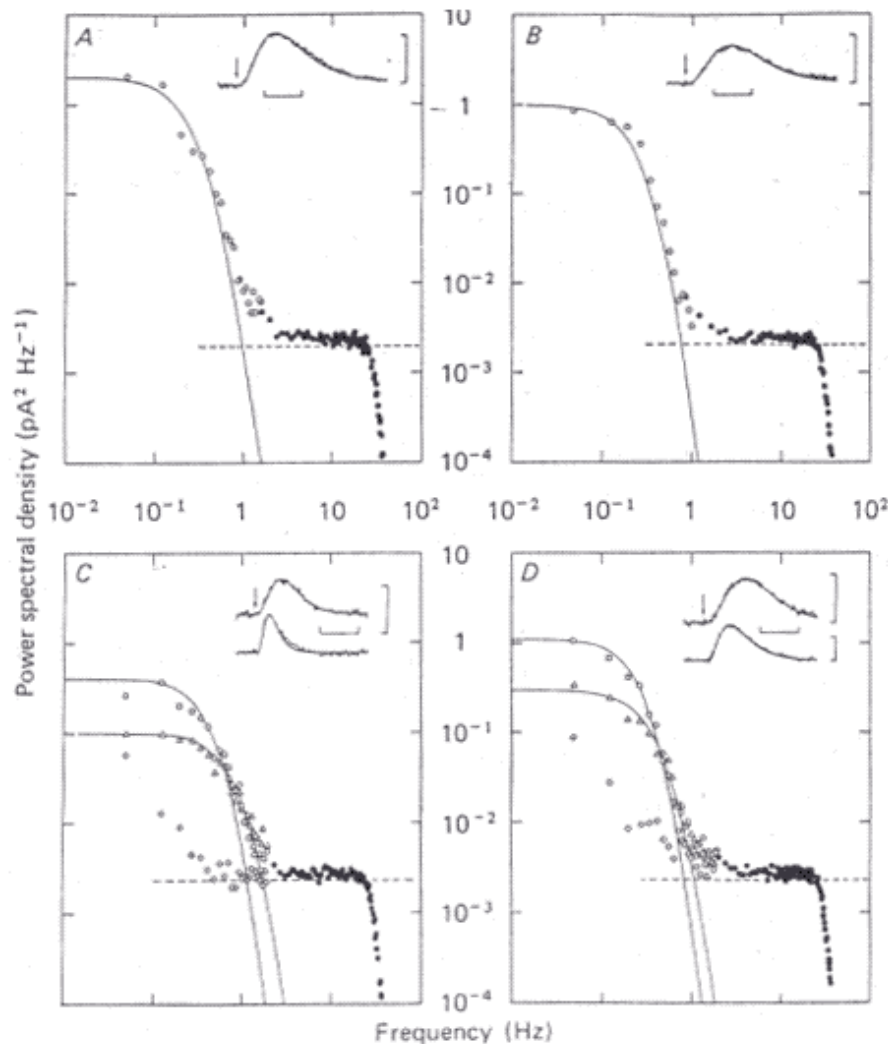 A
B
10
1
10⁻¹
10⁻²
10⁻³
10⁻⁴
10⁻² 10⁻¹ 1 10 10² 10⁻² 10⁻¹ 1 10 10²
C
D
10
1
10⁻¹
10⁻²
10⁻³
10⁻⁴
Power spectral density (pA² Hz⁻¹)
Frequency (Hz)